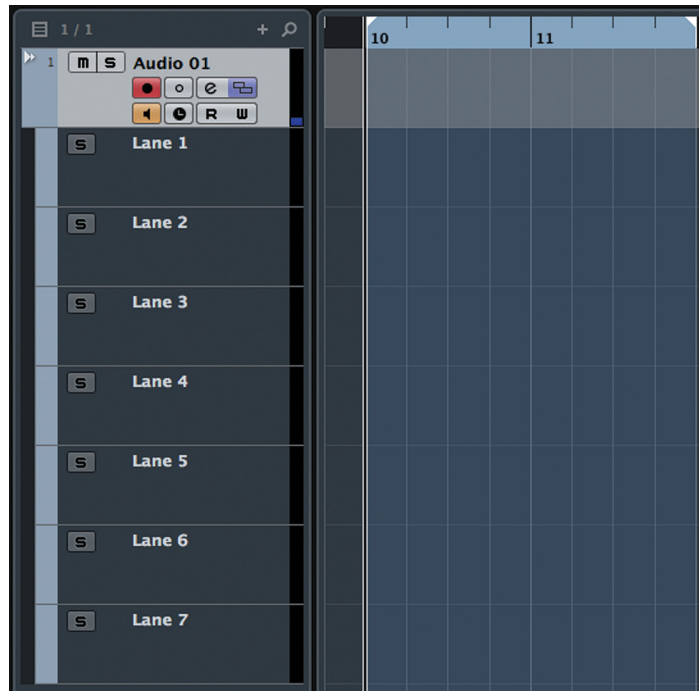 1 / 1 +
10 11
1 m S Audio 01
e
R W
S Lane 1
S Lane 2
S Lane 3
S Lane 4
S Lane 5
S Lane 6
S Lane 7